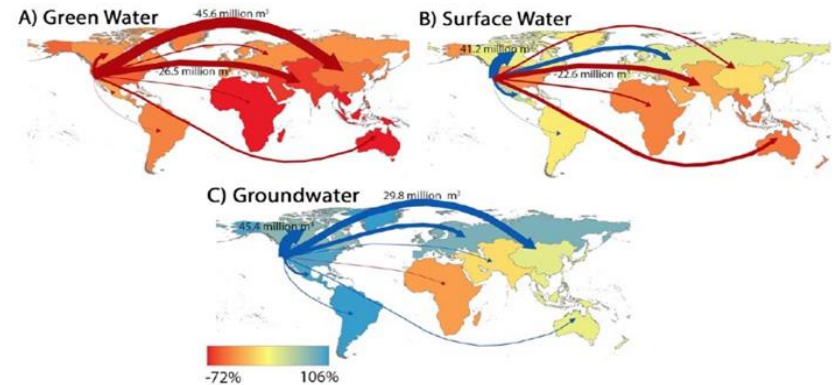 A) Green Water
-45.6 million m³
-26.5 million m³
B) Surface Water
41.2 million m
-22.6 million m³
C) Groundwater
29.8 million m³
45.4 million m³
-72%
106%